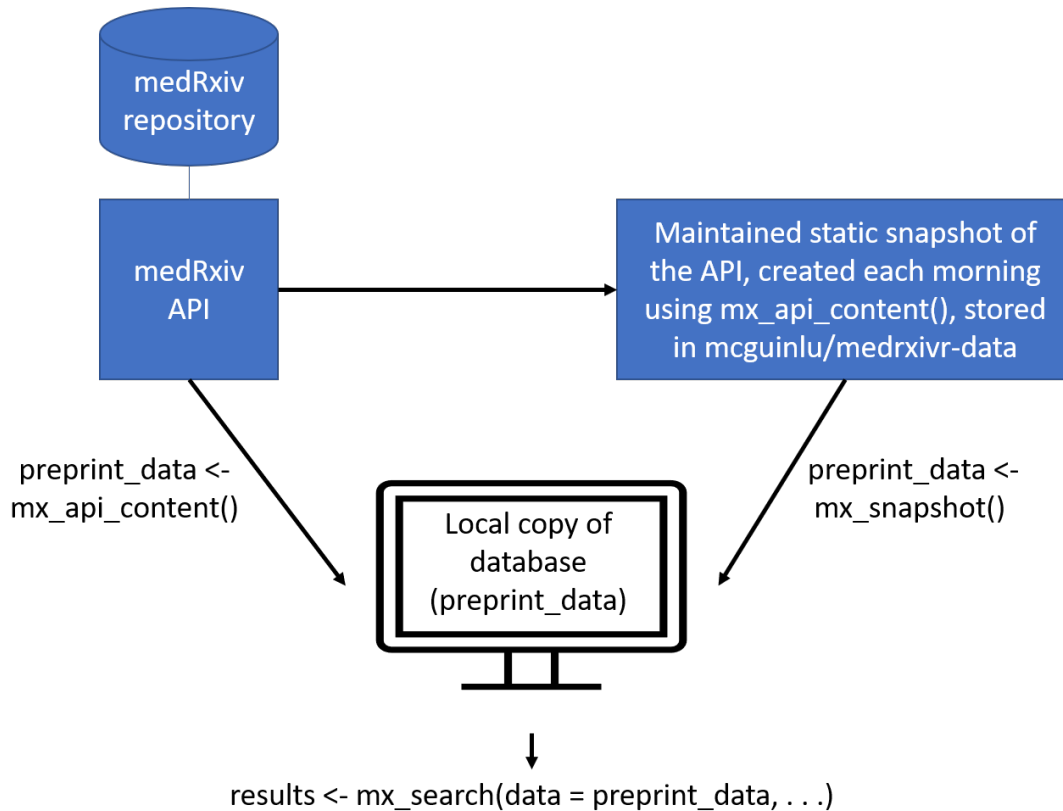 medRxiv
repository
medRxiv
API
Maintained static snapshot of
the API, created each morning
using mx_api_content(), stored
in mcguinlu/medrxivr-data
preprint_data <-
mx_api_content()
preprint_data <-
mx_snapshot()
Local copy of
database
(preprint_data)
results <- mx_search(data = preprint_data, . . .)